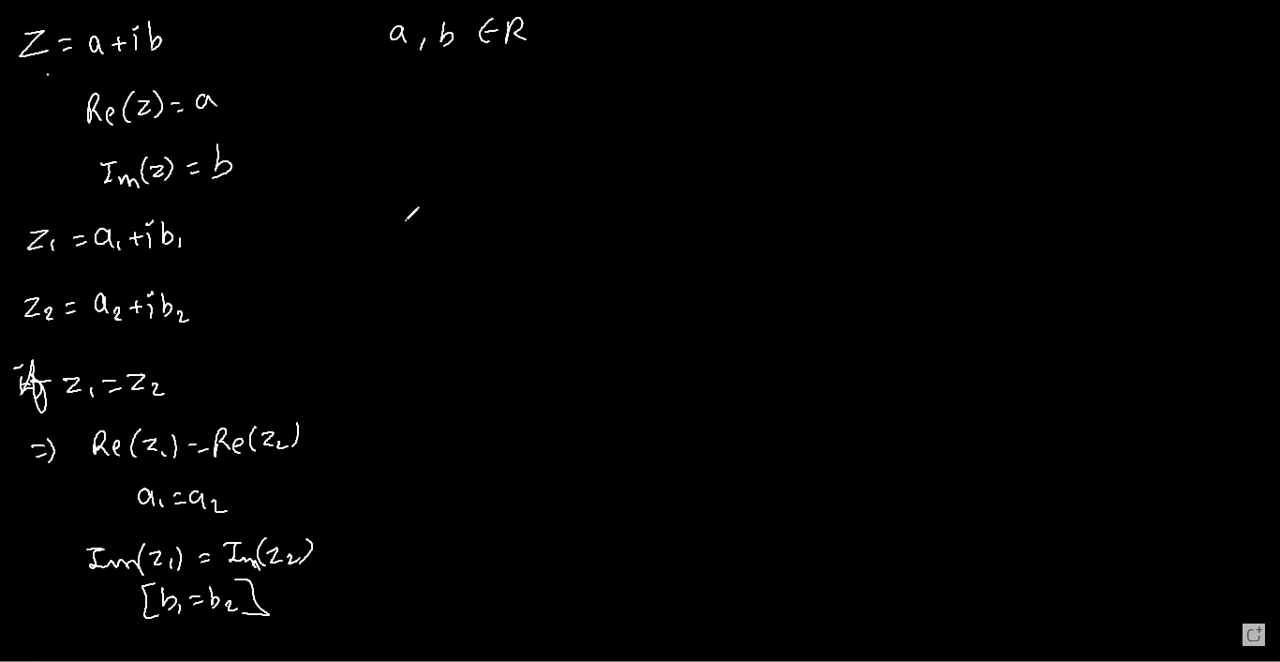 Z = a + ib a, b ∈ R
Re(z) = a
Im(z) = b
z₁ = a₁ + ib₁
z₂ = a₂ + ib₂
if z₁ = z₂
⇒ Re(z₁) = Re(z₂)
a₁ = a₂
Im(z₁) = Im(z₂)
[b₁ = b₂]